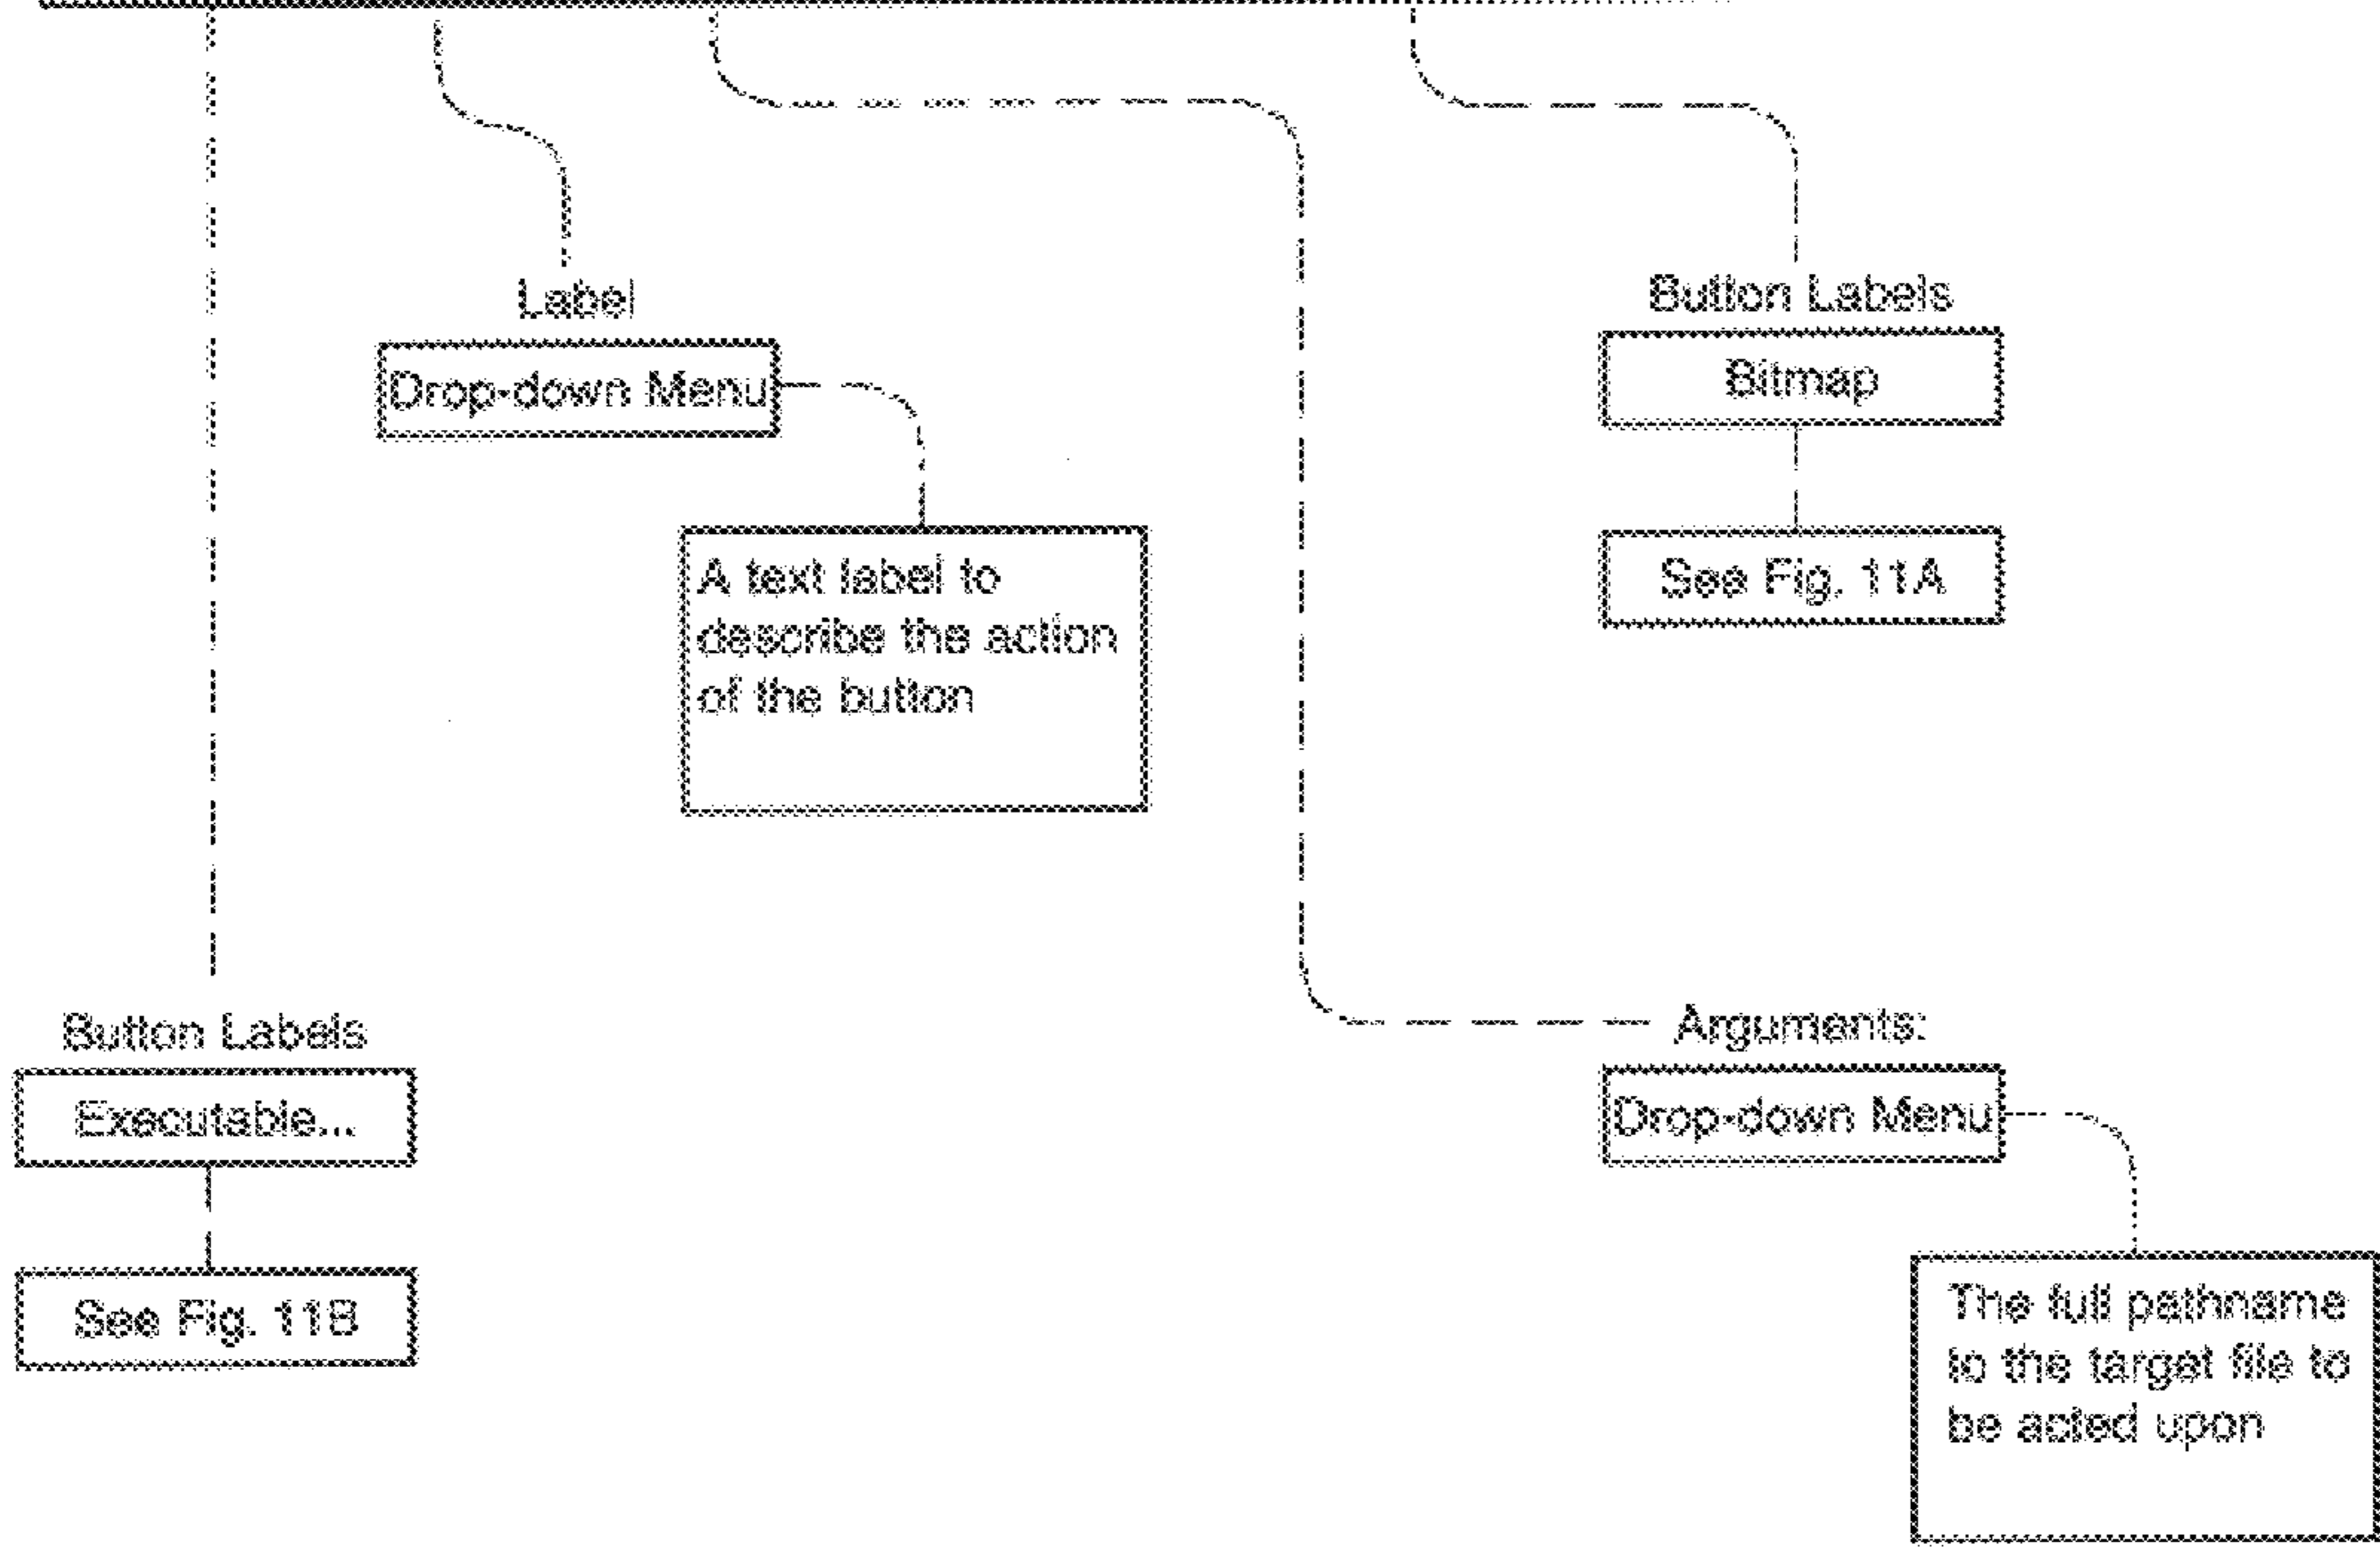 Label
Drop-down Menu
A text label to
describe the action
of the button
Button Labels
Bitmap
See Fig. 11A
Button Labels
Executable...
See Fig. 11B
Arguments:
Drop-down Menu
The full pathname
to the target file to
be acted upon